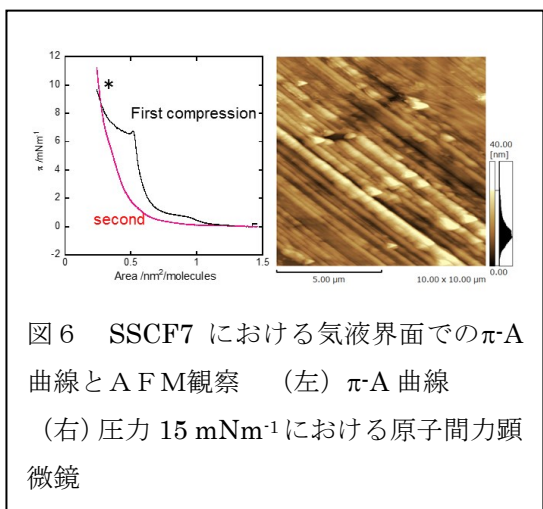 12
10
8
6
4
2
0
π /mNm⁻¹
*
First compression
second
0
0.5
1
1.5
Area /nm²/molecules
40.00
[nm]
0.00
5.00 μm
10.00 x 10.00 μm
図6 SSCF7 における気液界面でのπ-A
曲線とAFM観察 (左)π-A 曲線
(右)圧力 15 mNm⁻¹における原子間力顕
微鏡